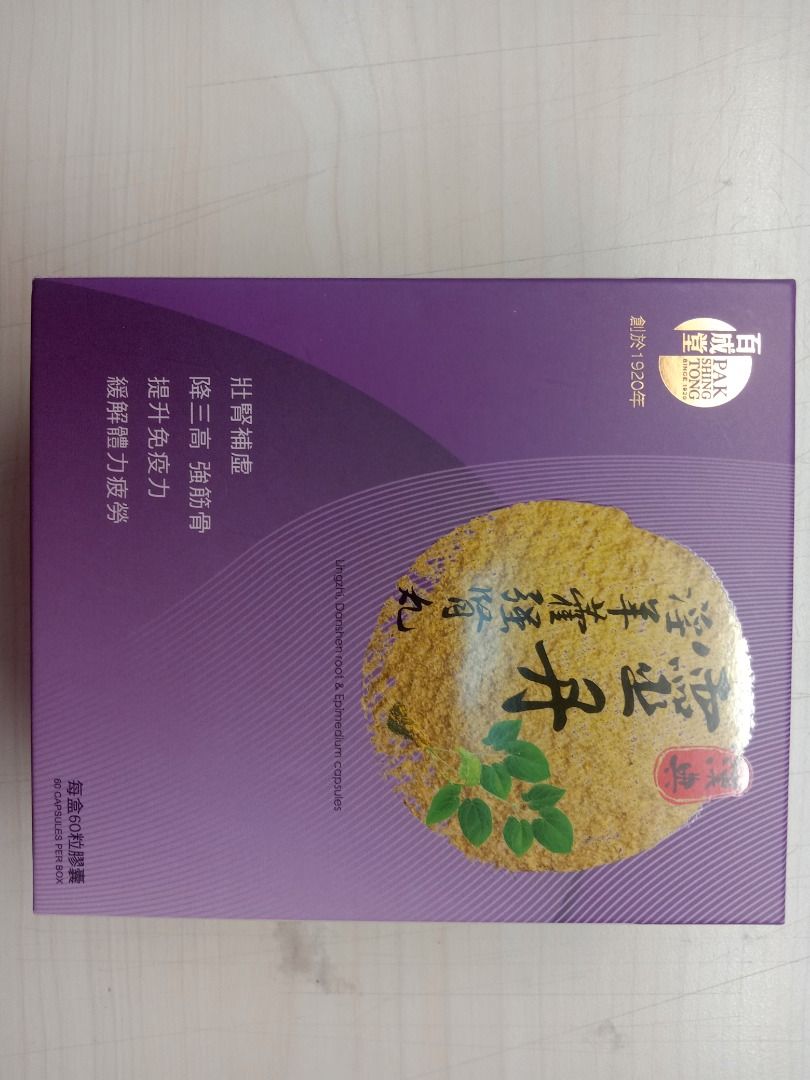 百成堂
PAK
SHING
TONG
SINCE 1920
創於1920年
漢典
靈丹
淫羊藿強腎丸
Lingzhi, Danshen root & Epimedium capsules
壯腎補虛
降三高 強筋骨
提升免疫力
緩解體力疲勞
每盒60粒膠囊
60 CAPSULES PER BOX